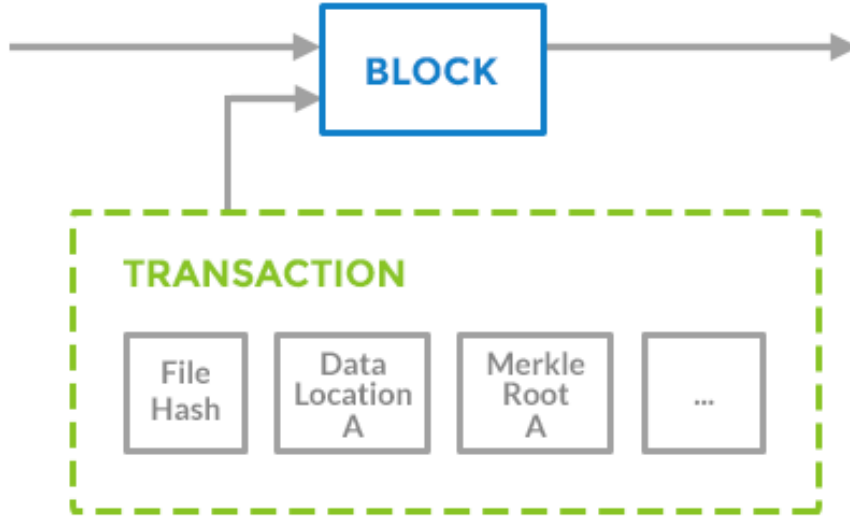 BLOCK
TRANSACTION
File
Hash
Data
Location
A
Merkle
Root
A
...